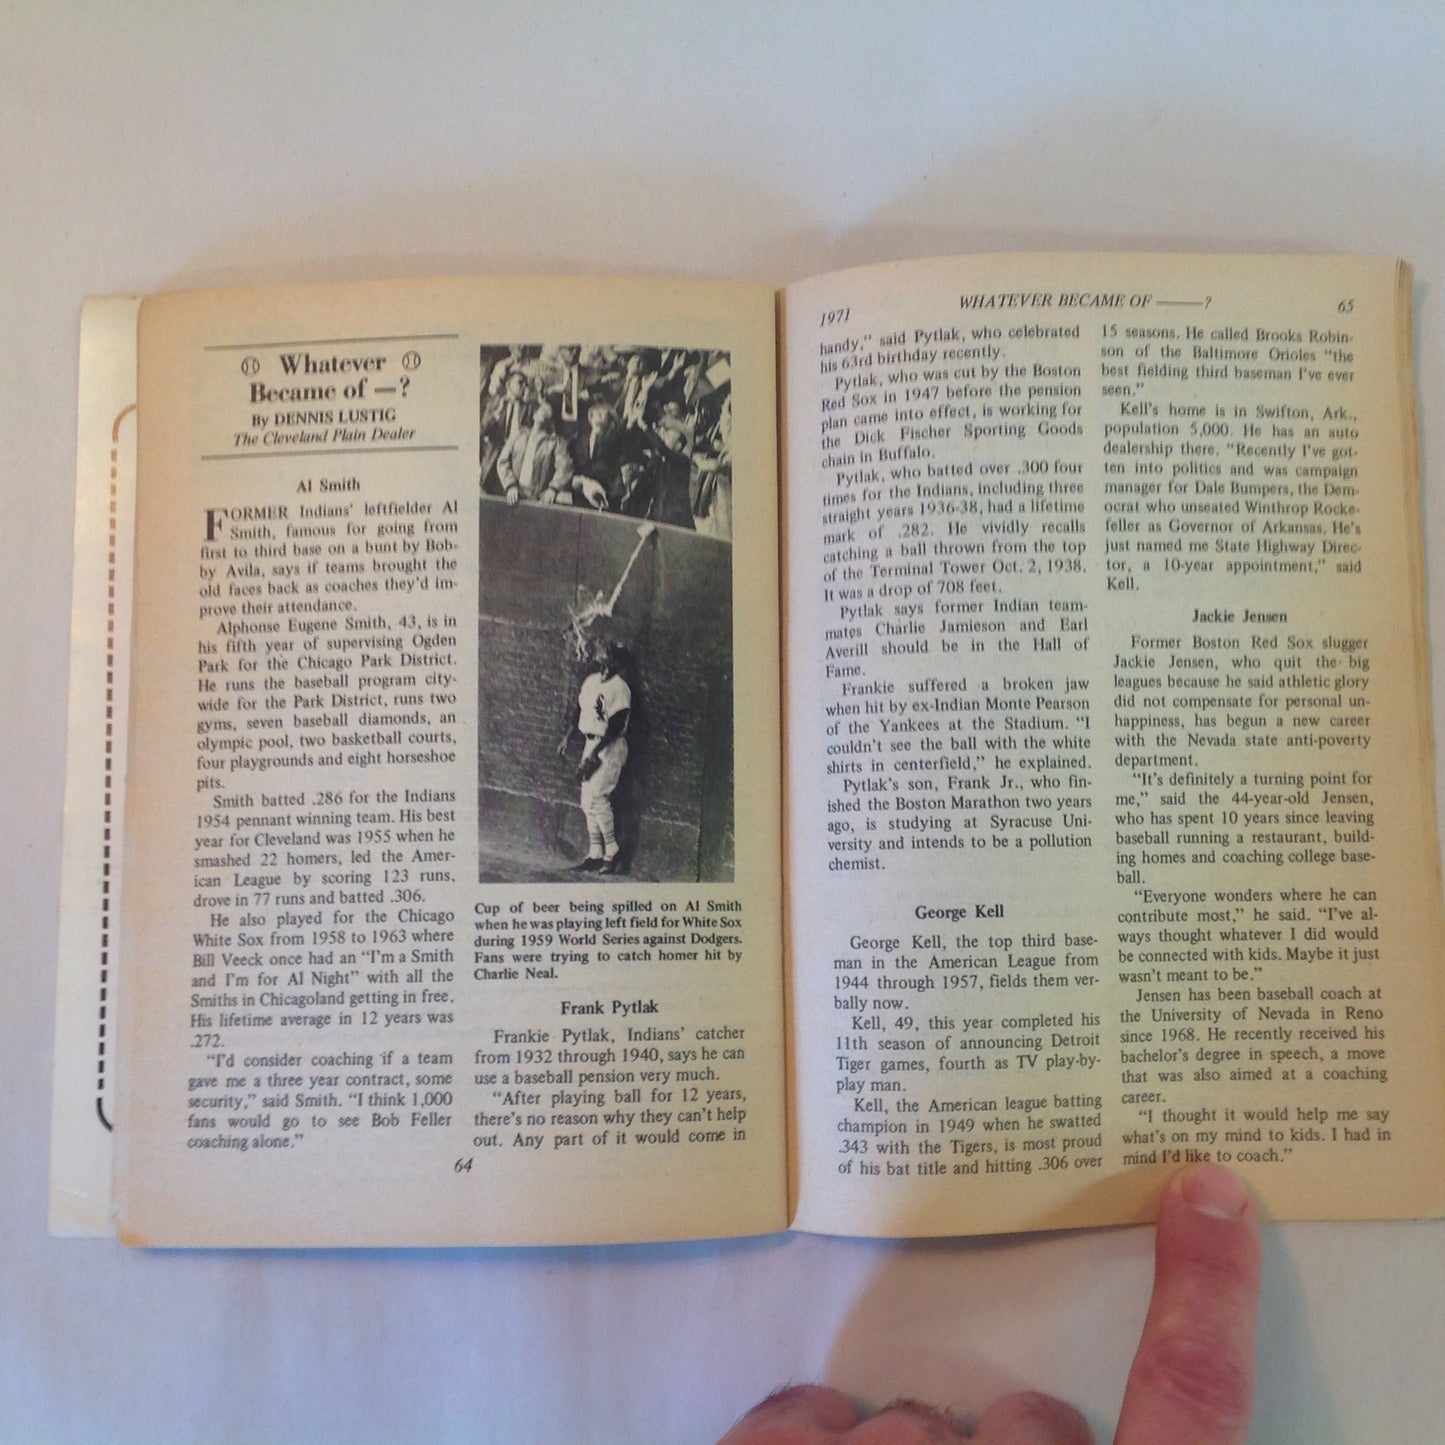 Whatever
Became of —?
By DENNIS LUSTIG
The Cleveland Plain Dealer
Al Smith
FORMER Indians' leftfielder Al
Smith, famous for going from
first to third base on a bunt by Bob-
by Avila, says if teams brought the
old faces back as coaches they'd im-
prove their attendance.
Alphonse Eugene Smith, 43, is in
his fifth year of supervising Ogden
Park for the Chicago Park District.
He runs the baseball program city-
wide for the Park District, runs two
gyms, seven baseball diamonds, an
olympic pool, two basketball courts,
four playgrounds and eight horseshoe
pits.
Smith batted .286 for the Indians
1954 pennant winning team. His best
year for Cleveland was 1955 when he
smashed 22 homers, led the Amer-
ican League by scoring 123 runs,
drove in 77 runs and batted .306.
He also played for the Chicago
White Sox from 1958 to 1963 where
Bill Veeck once had an "I'm a Smith
and I'm for Al Night" with all the
Smiths in Chicagoland getting in free.
His lifetime average in 12 years was
.272.
"I'd consider coaching if a team
gave me a three year contract, some
security," said Smith. "I think 1,000
fans would go to see Bob Feller
coaching alone."
Cup of beer being spilled on Al Smith
when he was playing left field for White Sox
during 1959 World Series against Dodgers.
Fans were trying to catch homer hit by
Charlie Neal.
Frank Pytlak
Frankie Pytlak, Indians' catcher
from 1932 through 1940, says he can
use a baseball pension very much.
"After playing ball for 12 years,
there's no reason why they can't help
out. Any part of it would come in
64
1971
WHATEVER BECAME OF ——?
65
handy," said Pytlak, who celebrated
his 63rd birthday recently.
Pytlak, who was cut by the Boston
Red Sox in 1947 before the pension
plan came into effect, is working for
the Dick Fischer Sporting Goods
chain in Buffalo.
Pytlak, who batted over .300 four
times for the Indians, including three
straight years 1936-38, had a lifetime
mark of .282. He vividly recalls
catching a ball thrown from the top
of the Terminal Tower Oct. 2, 1938.
It was a drop of 708 feet.
Pytlak says former Indian team-
mates Charlie Jamieson and Earl
Averill should be in the Hall of
Fame.
Frankie suffered a broken jaw
when hit by ex-Indian Monte Pearson
of the Yankees at the Stadium. "I
couldn't see the ball with the white
shirts in centerfield," he explained.
Pytlak's son, Frank Jr., who fin-
ished the Boston Marathon two years
ago, is studying at Syracuse Uni-
versity and intends to be a pollution
chemist.
George Kell
George Kell, the top third base-
man in the American League from
1944 through 1957, fields them ver-
bally now.
Kell, 49, this year completed his
11th season of announcing Detroit
Tiger games, fourth as TV play-by-
play man.
Kell, the American league batting
champion in 1949 when he swatted
.343 with the Tigers, is most proud
of his bat title and hitting .306 over
15 seasons. He called Brooks Robin-
son of the Baltimore Orioles "the
best fielding third baseman I've ever
seen."
Kell's home is in Swifton, Ark.,
population 5,000. He has an auto
dealership there. "Recently I've got-
ten into politics and was campaign
manager for Dale Bumpers, the Dem-
ocrat who unseated Winthrop Rocke-
feller as Governor of Arkansas. He's
just named me State Highway Direc-
tor, a 10-year appointment," said
Kell.
Jackie Jensen
Former Boston Red Sox slugger
Jackie Jensen, who quit the big
leagues because he said athletic glory
did not compensate for personal un-
happiness, has begun a new career
with the Nevada state anti-poverty
department.
"It's definitely a turning point for
me," said the 44-year-old Jensen,
who has spent 10 years since leaving
baseball running a restaurant, build-
ing homes and coaching college base-
ball.
"Everyone wonders where he can
contribute most," he said. "I've al-
ways thought whatever I did would
be connected with kids. Maybe it just
wasn't meant to be."
Jensen has been baseball coach at
the University of Nevada in Reno
since 1968. He recently received his
bachelor's degree in speech, a move
that was also aimed at a coaching
career.
"I thought it would help me say
what's on my mind to kids. I had in
mind I'd like to coach."